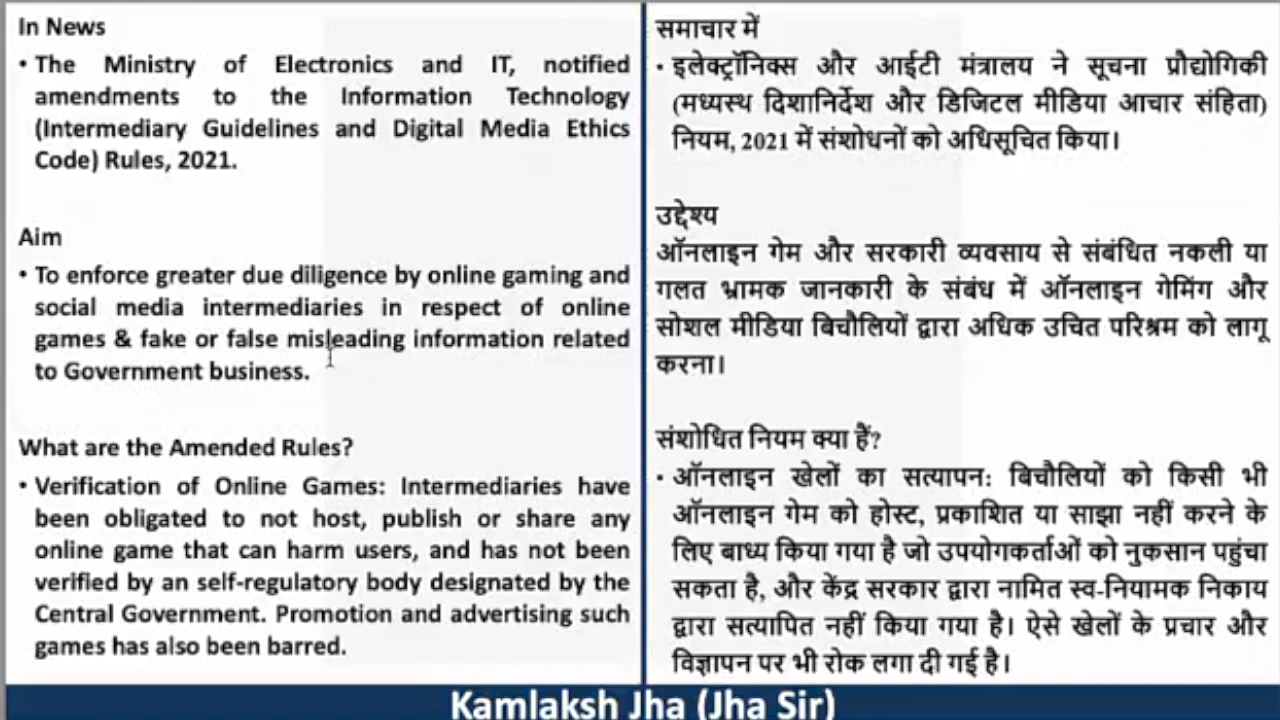 In News
• The Ministry of Electronics and IT, notified
amendments to the Information Technology
(Intermediary Guidelines and Digital Media Ethics
Code) Rules, 2021.
Aim
• To enforce greater due diligence by online gaming and
social media intermediaries in respect of online
games & fake or false misleading information related
to Government business.
What are the Amended Rules?
• Verification of Online Games: Intermediaries have
been obligated to not host, publish or share any
online game that can harm users, and has not been
verified by an self-regulatory body designated by the
Central Government. Promotion and advertising such
games has also been barred.
समाचार में
• इलेक्ट्रॉनिक्स और आईटी मंत्रालय ने सूचना प्रौद्योगिकी
(मध्यस्थ दिशानिर्देश और डिजिटल मीडिया आचार संहिता)
नियम, 2021 में संशोधनों को अधिसूचित किया।
उद्देश्य
ऑनलाइन गेम और सरकारी व्यवसाय से संबंधित नकली या
गलत भ्रामक जानकारी के संबंध में ऑनलाइन गेमिंग और
सोशल मीडिया बिचौलियों द्वारा अधिक उचित परिश्रम को लागू
करना।
संशोधित नियम क्या हैं?
• ऑनलाइन खेलों का सत्यापन: बिचौलियों को किसी भी
ऑनलाइन गेम को होस्ट, प्रकाशित या साझा नहीं करने के
लिए बाध्य किया गया है जो उपयोगकर्ताओं को नुकसान पहुंचा
सकता है, और केंद्र सरकार द्वारा नामित स्व-नियामक निकाय
द्वारा सत्यापित नहीं किया गया है। ऐसे खेलों के प्रचार और
विज्ञापन पर भी रोक लगा दी गई है।
Kamlaksh Jha (Jha Sir)